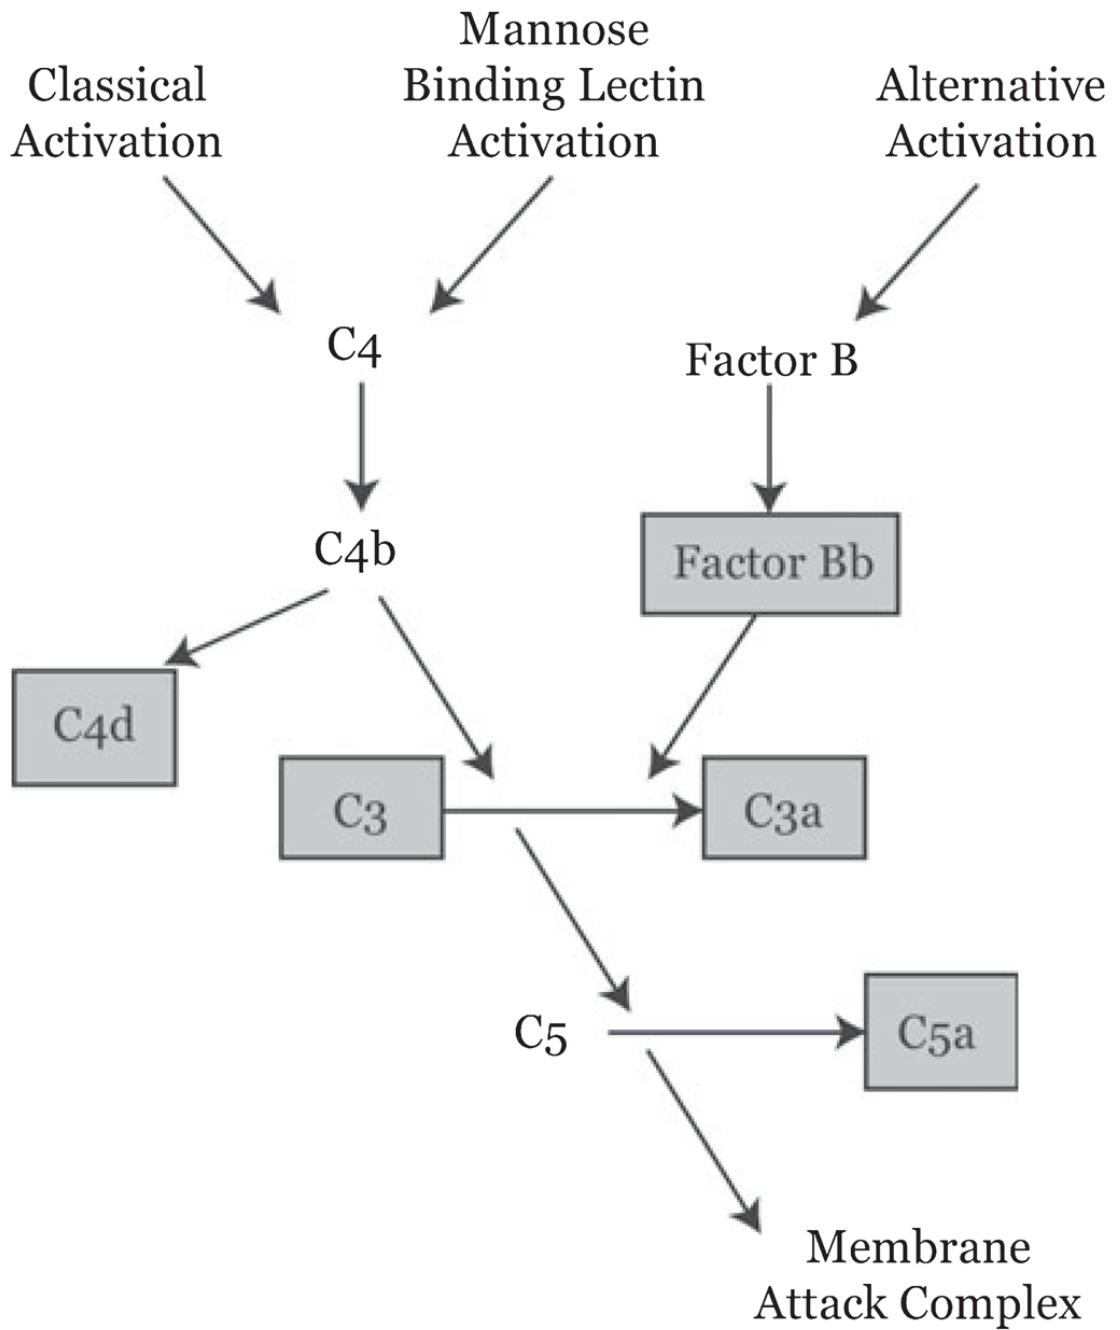 Classical
Activation
Mannose
Binding Lectin
Activation
Alternative
Activation
C4
Factor B
C4b
Factor Bb
C4d
C3
C3a
C5
C5a
Membrane
Attack Complex